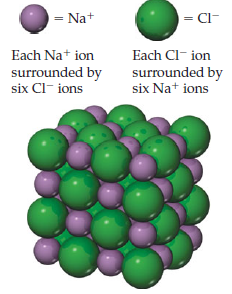 = Na⁺
= Cl⁻
Each Na⁺ ion
surrounded by
six Cl⁻ ions
Each Cl⁻ ion
surrounded by
six Na⁺ ions